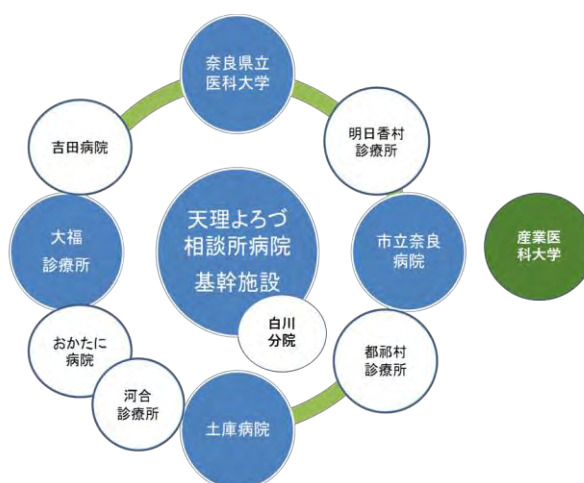 奈良県立
医科大学
吉田病院
明日香村
診療所
天理よろづ
相談所病院
基幹施設
大福
診療所
市立奈良
病院
産業医
科大学
白川
分院
おかたに
病院
都祁村
診療所
河合
診療所
土庫病院